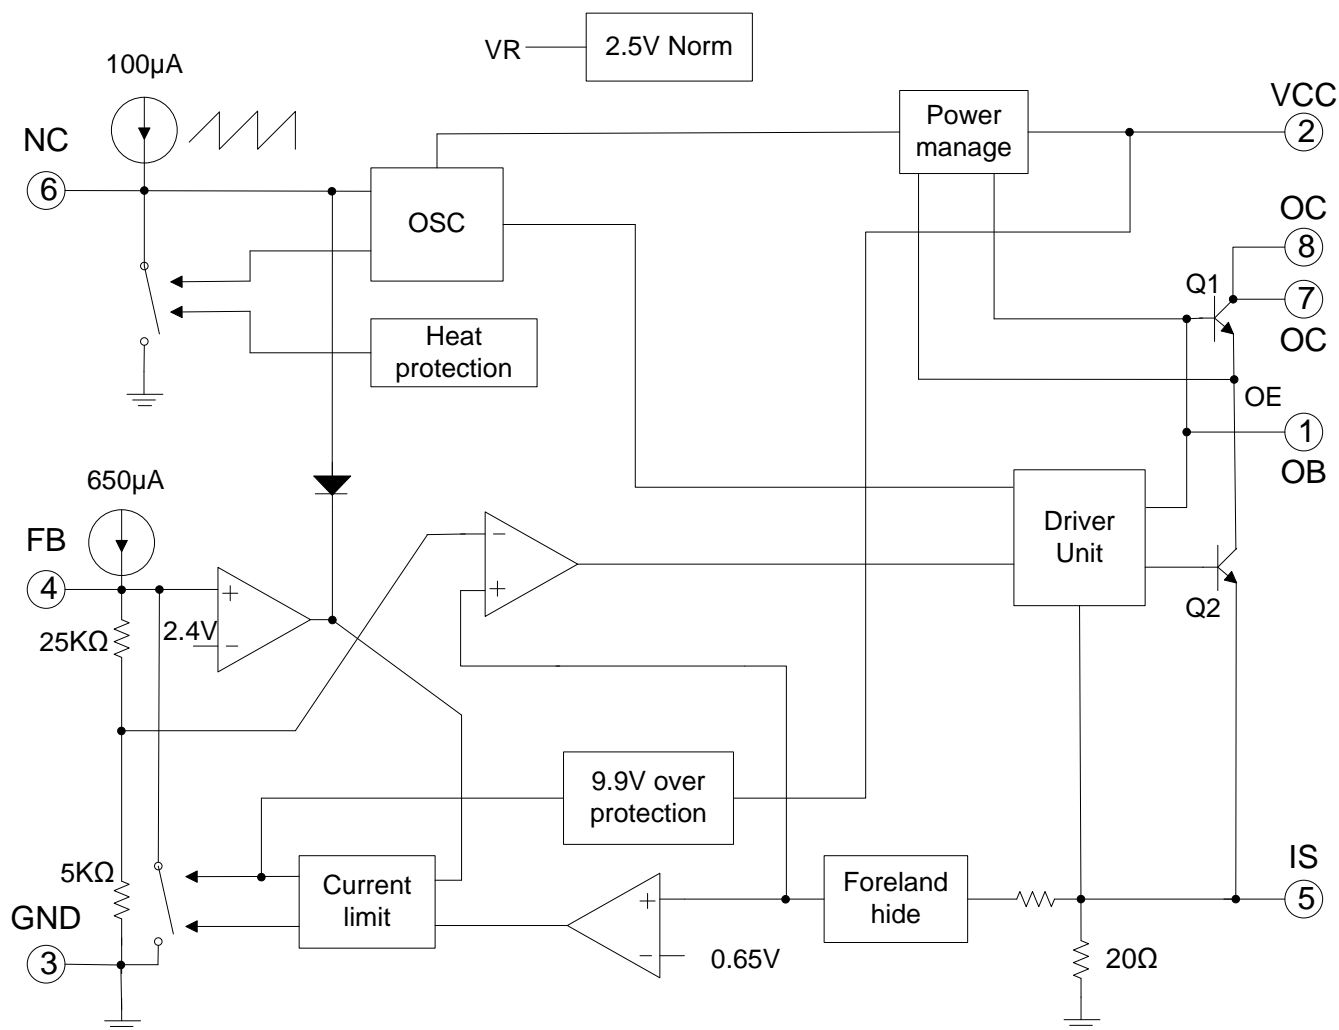 VR
2.5V Norm
100μA
NC
6
OSC
Power
manage
VCC
2
OC
8
Q1
7
OC
Heat
protection
OE
1
OB
650μA
FB
4
+
2.4V
−
25KΩ
−
+
Driver
Unit
Q2
9.9V over
protection
5KΩ
GND
3
Current
limit
+
−
0.65V
Foreland
hide
IS
5
20Ω